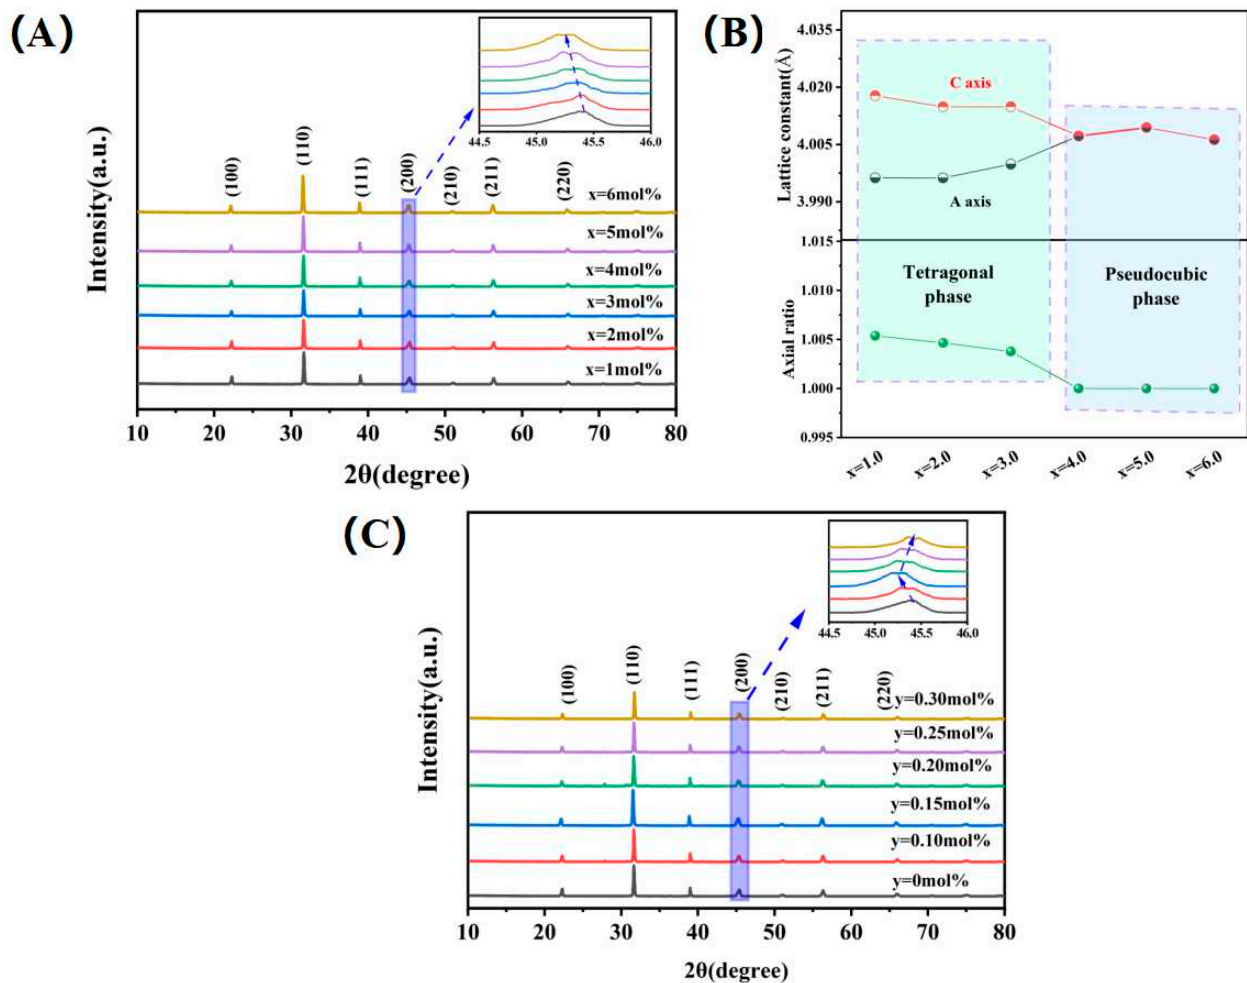 (A)
Intensity(a.u.)
(100)
(110)
(111)
(200)
(210)
(211)
(220)
x=6mol%
x=5mol%
x=4mol%
x=3mol%
x=2mol%
x=1mol%
10 20 30 40 50 60 70 80
2θ(degree)
44.5 45.0 45.5 46.0
(B)
Lattice constant(Å)
4.035
4.020
4.005
3.990
C axis
A axis
Axial ratio
1.015
1.010
1.005
1.000
0.995
Tetragonal
phase
Pseudocubic
phase
x=1.0 x=2.0 x=3.0 x=4.0 x=5.0 x=6.0
(C)
Intensity(a.u.)
(100)
(110)
(111)
(200)
(210)
(211)
(220)
y=0.30mol%
y=0.25mol%
y=0.20mol%
y=0.15mol%
y=0.10mol%
y=0mol%
10 20 30 40 50 60 70 80
2θ(degree)
44.5 45.0 45.5 46.0